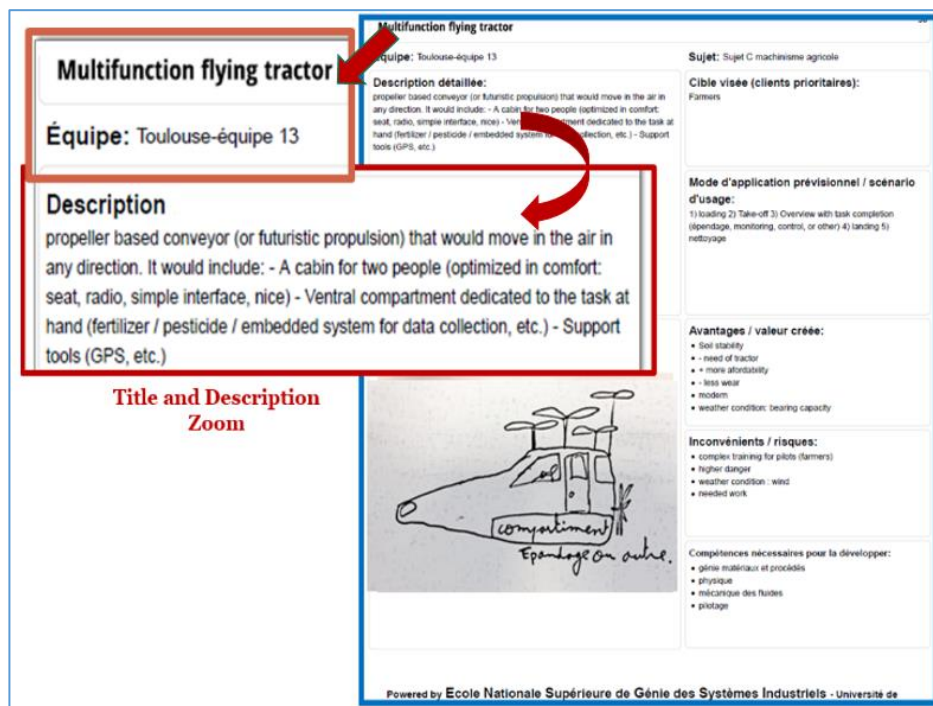 Multifunction flying tractor
Équipe: Toulouse-équipe 13
Description
propeller based conveyor (or futuristic propulsion) that would move in the air in
any direction. It would include: - A cabin for two people (optimized in comfort:
seat, radio, simple interface, nice) - Ventral compartment dedicated to the task at
hand (fertilizer / pesticide / embedded system for data collection, etc.) - Support
tools (GPS, etc.)
Title and Description
Zoom
Multifunction flying tractor
Équipe: Toulouse-équipe 13
Sujet: Sujet C machinisme agricole
Description détaillée:
propeller based conveyor (or futuristic propulsion) that would move in the air in
any direction. It would include: - A cabin for two people (optimized in comfort:
seat, radio, simple interface, nice) - Ventral compartment dedicated to the task at
hand (fertilizer / pesticide / embedded system for collection, etc.) - Support
tools (GPS, etc.)
Cible visée (clients prioritaires):
Farmers
Mode d'application prévisionnel / scénario
d'usage:
1) loading 2) Take-off 3) Overview with task completion
(épendage, monitoring, control, or other) 4) landing 5)
nettoyage
Avantages / valeur créée:
• Soil stability
• - need of tractor
• + more afordability
• - less wear
• modern
• weather condition: bearing capacity
Inconvénients / risques:
• complex training for pilots (farmers)
• higher danger
• weather condition : wind
• needed work
compartiment
Epandage ou autre.
Compétences nécessaires pour la développer:
• génie matériaux et procédés
• physique
• mécanique des fluides
• pilotage
Powered by Ecole Nationale Supérieure de Génie des Systèmes Industriels - Université de